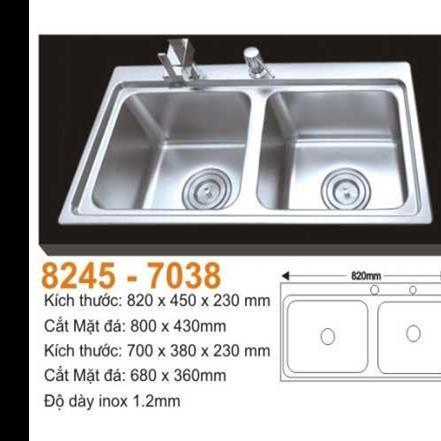 8245 - 7038
820mm
Kích thước: 820 x 450 x 230 mm
Cắt Mặt đá: 800 x 430mm
Kích thước: 700 x 380 x 230 mm
Cắt Mặt đá: 680 x 360mm
Độ dày inox 1.2mm